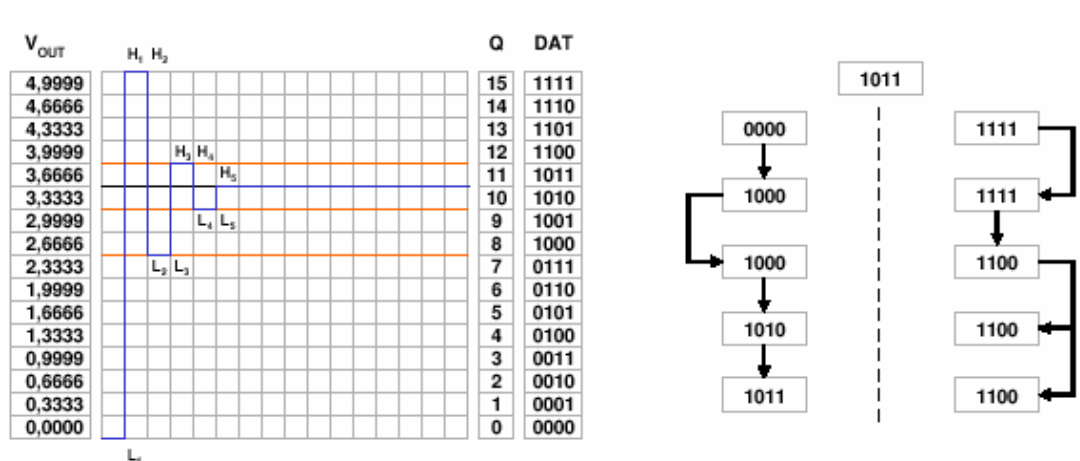 V_OUT H₁ H₂ Q DAT
4,9999 15 1111
4,6666 14 1110
4,3333 13 1101
3,9999 H₃ H₄ 12 1100
3,6666 H₅ 11 1011
3,3333 10 1010
2,9999 L₄ L₅ 9 1001
2,6666 8 1000
2,3333 L₂ L₃ 7 0111
1,9999 6 0110
1,6666 5 0101
1,3333 4 0100
0,9999 3 0011
0,6666 2 0010
0,3333 1 0001
0,0000 0 0000
L₁
1011
0000 1111
1000 1111
1000 1100
1010 1100
1011 1100